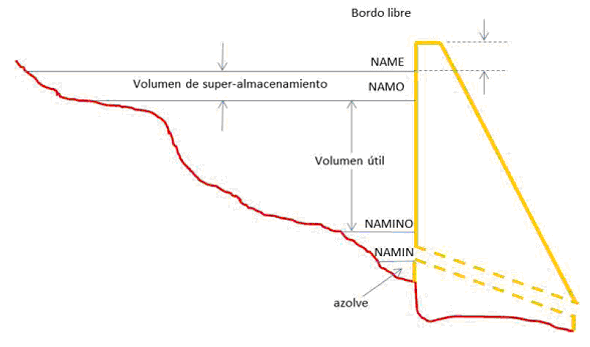 Bordo libre
NAME
Volumen de super-almacenamiento
NAMO
Volumen útil
NAMINO
NAMIN
azolve